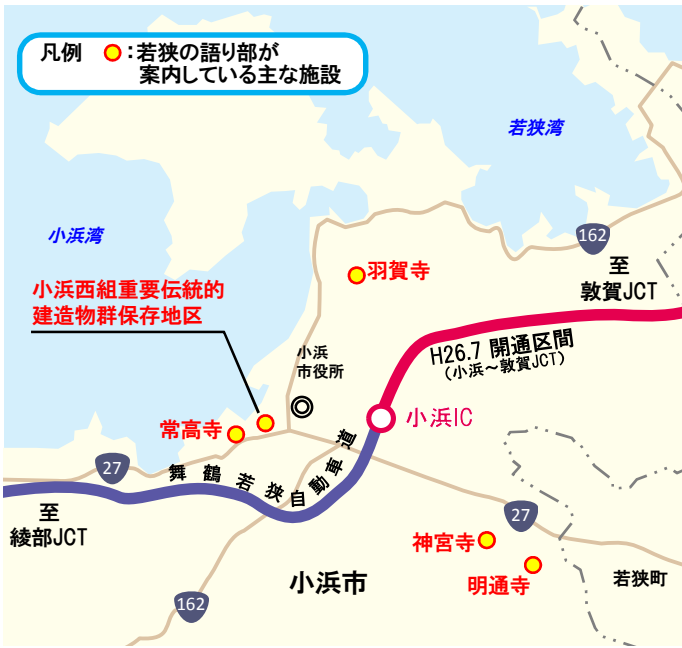 凡例 :若狭の語り部が
案内している主な施設
若狭湾
小浜湾
162
至
敦賀JCT
羽賀寺
小浜西組重要伝統的
建造物群保存地区
小浜
市役所
H26.7 開通区間
(小浜~敦賀JCT)
小浜IC
常高寺
27
舞鶴若狭自動車道
至
綾部JCT
27
神宮寺
明通寺
小浜市
若狭町
162